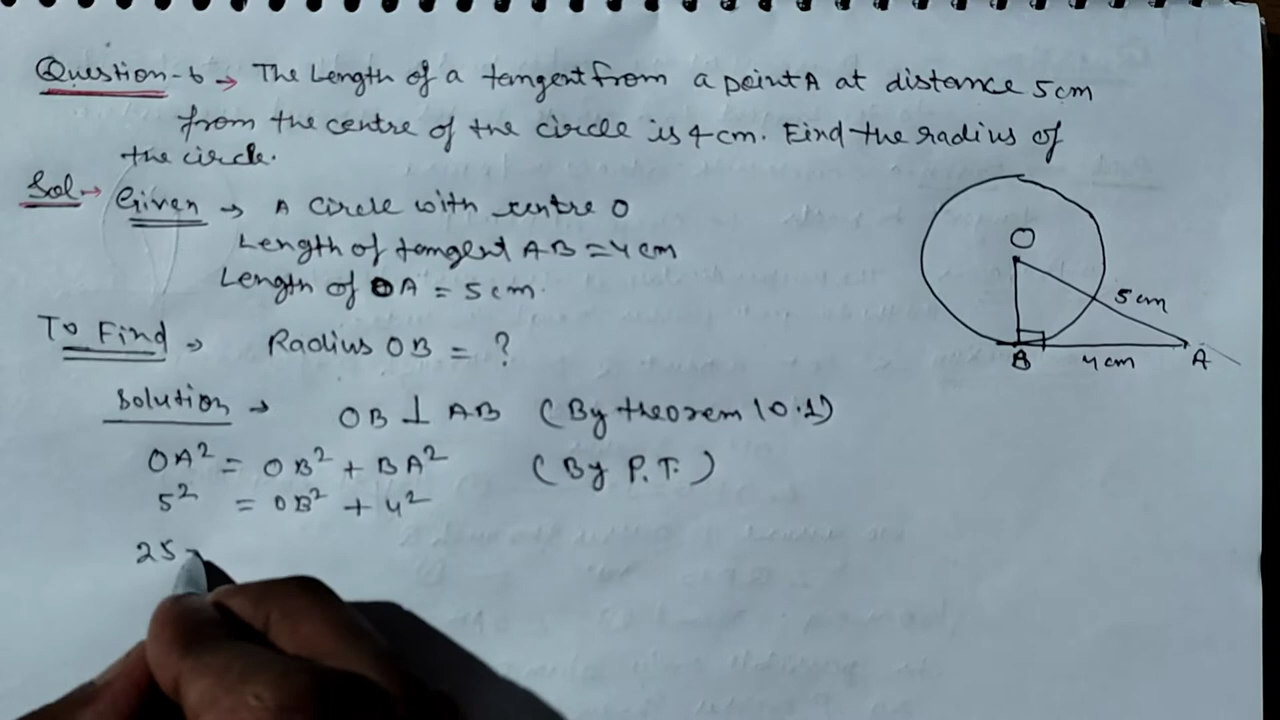 Question-6 → The Length of a tangent from a point A at distance 5cm
from the centre of the circle is 4cm. Find the radius of
the circle.
Sol → Given → A circle with centre O
Length of tangent AB = 4cm
Length of OA = 5cm.
To Find → Radius OB = ?
Solution → OB ⊥ AB (By theorem 10.1)
OA² = OB² + BA² (By P.T.)
5² = OB² + 4²
25
O
5cm
B 4cm A